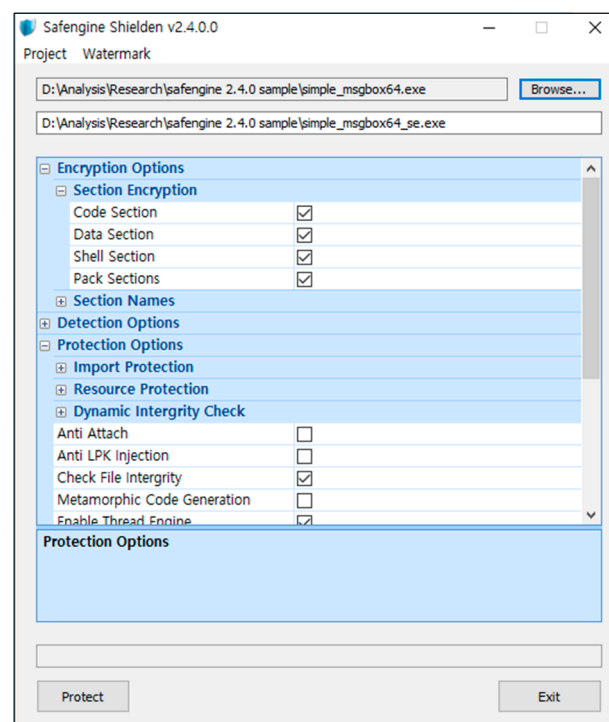 Safengine Shielden v2.4.0.0
Project Watermark
D:\Analysis\Research\safengine 2.4.0 sample\simple_msgbox64.exe Browse...
D:\Analysis\Research\safengine 2.4.0 sample\simple_msgbox64_se.exe
Encryption Options
Section Encryption
Code Section
Data Section
Shell Section
Pack Sections
Section Names
Detection Options
Protection Options
Import Protection
Resource Protection
Dynamic Intergrity Check
Anti Attach
Anti LPK Injection
Check File Intergrity
Metamorphic Code Generation
Enable Thread Engine
Protection Options
Protect Exit